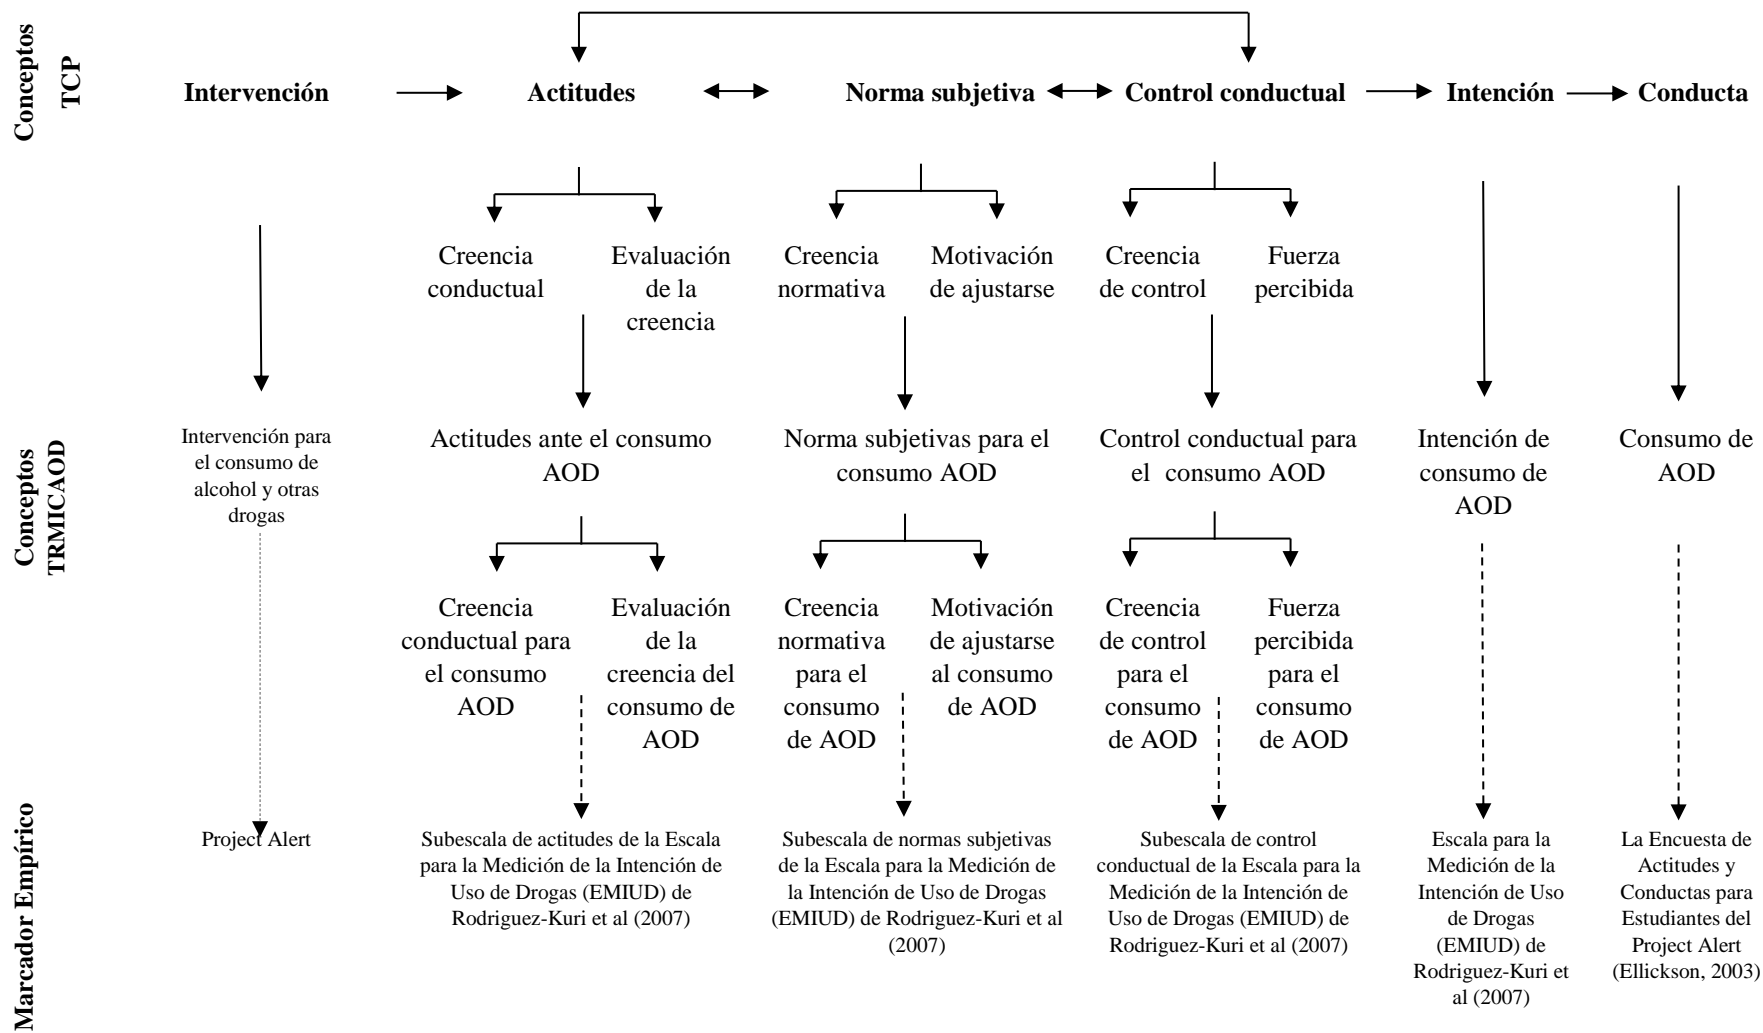 Conceptos
TCP
Intervención
Actitudes
Norma subjetiva
Control conductual
Intención
Conducta
Creencia
conductual
Evaluación
de la
creencia
Creencia
normativa
Motivación
de ajustarse
Creencia
de control
Fuerza
percibida
Conceptos
TRMICAOD
Intervención para
el consumo de
alcohol y otras
drogas
Actitudes ante el consumo
AOD
Norma subjetivas para el
consumo AOD
Control conductual para
el consumo AOD
Intención de
consumo de
AOD
Consumo de
AOD
Creencia
conductual para
el consumo
AOD
Evaluación
de la
creencia del
consumo de
AOD
Creencia
normativa
para el
consumo
de AOD
Motivación
de ajustarse
al consumo
de AOD
Creencia
de control
para el
consumo
de AOD
Fuerza
percibida
para el
consumo
de AOD
Marcador Empírico
Project Alert
Subescala de actitudes de la Escala
para la Medición de la Intención de
Uso de Drogas (EMIUD) de
Rodriguez-Kuri et al (2007)
Subescala de normas subjetivas
de la Escala para la Medición de
la Intención de Uso de Drogas
(EMIUD) de Rodriguez-Kuri et al
(2007)
Subescala de control
conductual de la Escala para la
Medición de la Intención de
Uso de Drogas (EMIUD) de
Rodriguez-Kuri et al (2007)
Escala para la
Medición de la
Intención de Uso
de Drogas
(EMIUD) de
Rodriguez-Kuri et
al (2007)
La Encuesta de
Actitudes y
Conductas para
Estudiantes del
Project Alert
(Ellickson, 2003)